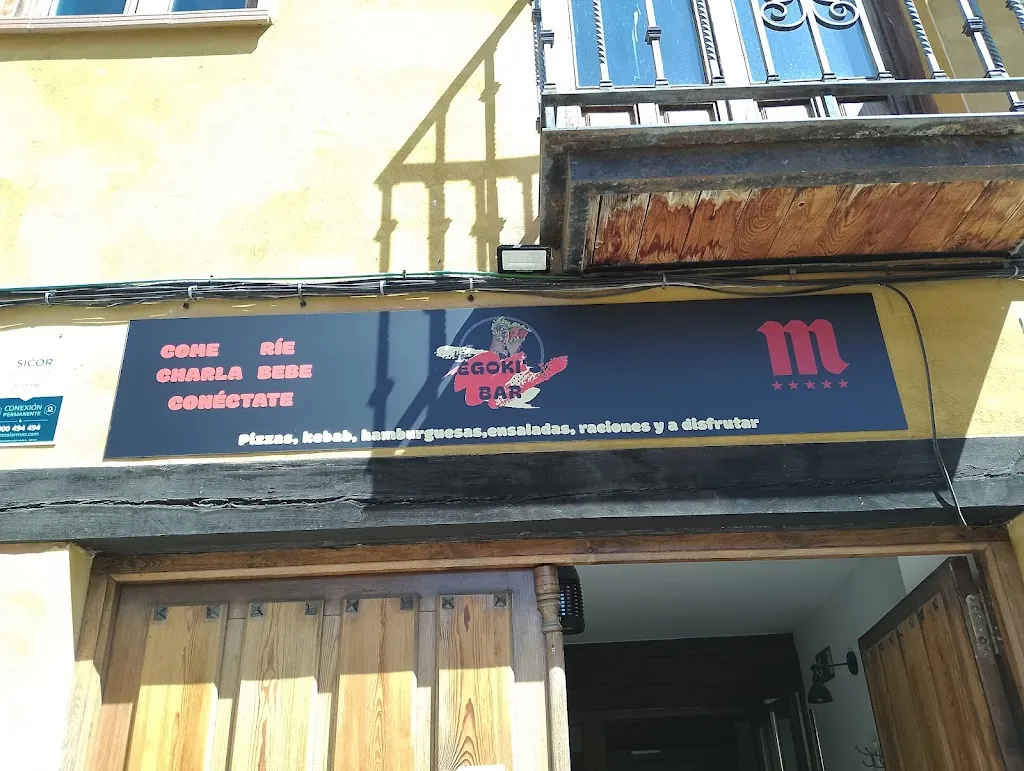 COME RÍE
CHARLA BEBE
CONÉCTATE
EGOKI
BAR
m
Pizzas, kebab, hamburguesas,ensaladas, raciones y a disfrutar
SICOR
CONEXIÓN
PERMANENTE
900 494 494